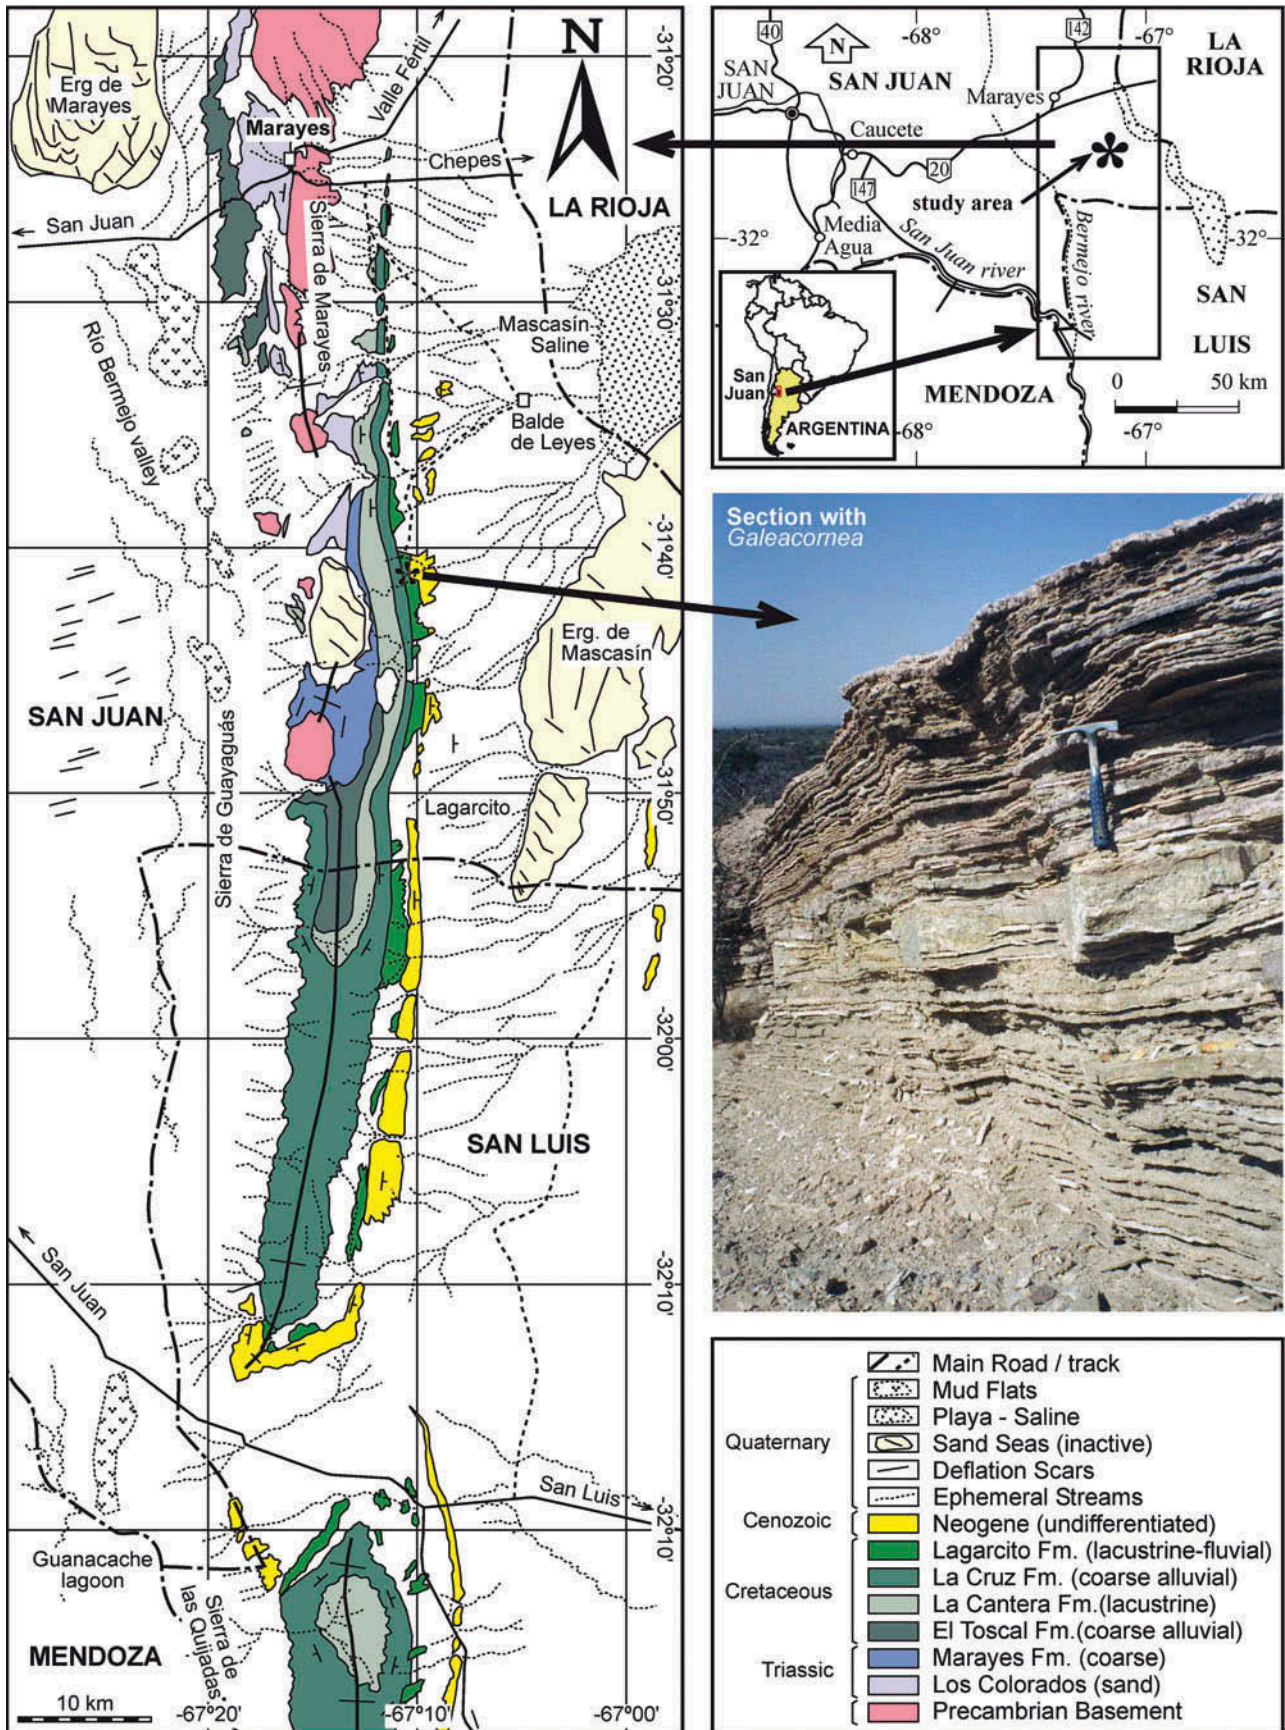 N
Erg de
Marayes
Marayes
Valle Fértil
Chepes
San Juan
LA RIOJA
Sierra de Marayes
Rio Bermejo valley
Mascasín
Saline
Balde
de Leyes
-31°20'
-31°30'
-31°40'
-31°50'
-32°00'
-32°10'
-32°10'
Erg. de
Mascasín
SAN JUAN
Sierra de Guayaguás
Lagarcito
SAN LUIS
San Juan
San Luis
Guanacache
lagoon
Sierra de
las Quijadas
MENDOZA
10 km
-67°20'
-67°10'
-67°00'
40
N
-68°
142
-67°
LA
RIOJA
SAN
JUAN
SAN JUAN
Marayes
Caucete
20
147
study area
-32°
Media
Agua
San Juan river
Bermejo river
-32°
SAN
LUIS
MENDOZA
0 50 km
-68°
-67°
San
Juan
ARGENTINA
Section with
Galeacornea
Main Road / track
Mud Flats
Playa - Saline
Quaternary
Sand Seas (inactive)
Deflation Scars
Ephemeral Streams
Cenozoic
Neogene (undifferentiated)
Lagarcito Fm. (lacustrine-fluvial)
Cretaceous
La Cruz Fm. (coarse alluvial)
La Cantera Fm.(lacustrine)
El Toscal Fm.(coarse alluvial)
Triassic
Marayes Fm. (coarse)
Los Colorados (sand)
Precambrian Basement